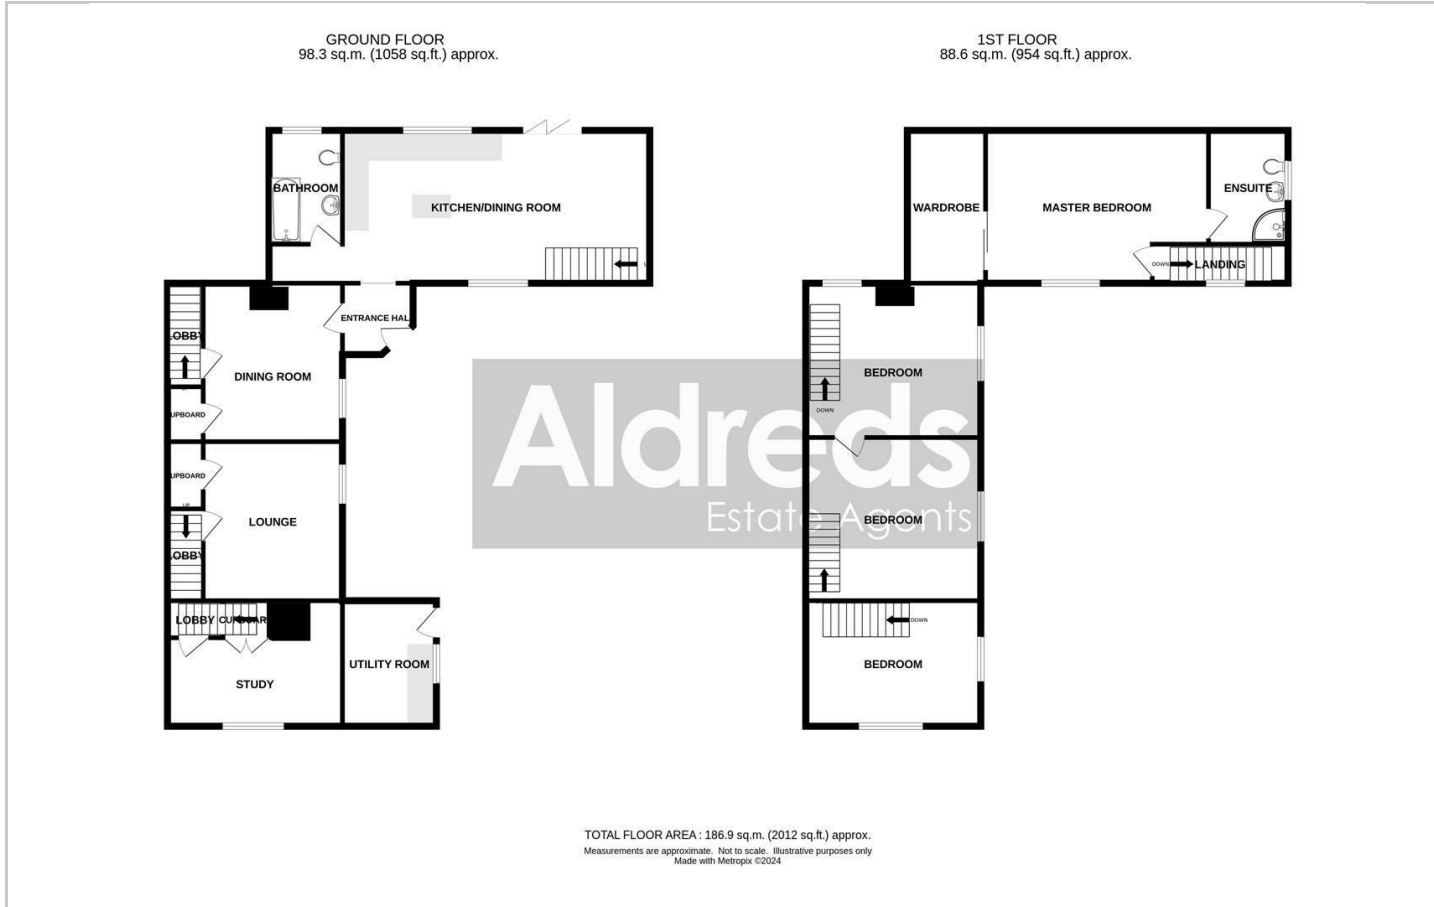 GROUND FLOOR
98.3 sq.m. (1058 sq.ft.) approx.
1ST FLOOR
88.6 sq.m. (954 sq.ft.) approx.
BATHROOM
KITCHEN/DINING ROOM
WARDROBE
MASTER BEDROOM
ENSUITE
DOWN
LANDING
LOBBY
ENTRANCE HAL
DINING ROOM
UPBOARD
BEDROOM
DOWN
Aldreds
Estate Agents
UPBOARD
UP
LOUNGE
LOBBY
BEDROOM
LOBBY
CUPBOAR
UTILITY ROOM
STUDY
DOWN
BEDROOM
TOTAL FLOOR AREA : 186.9 sq.m. (2012 sq.ft.) approx.
Measurements are approximate. Not to scale. Illustrative purposes only
Made with Metropix ©2024